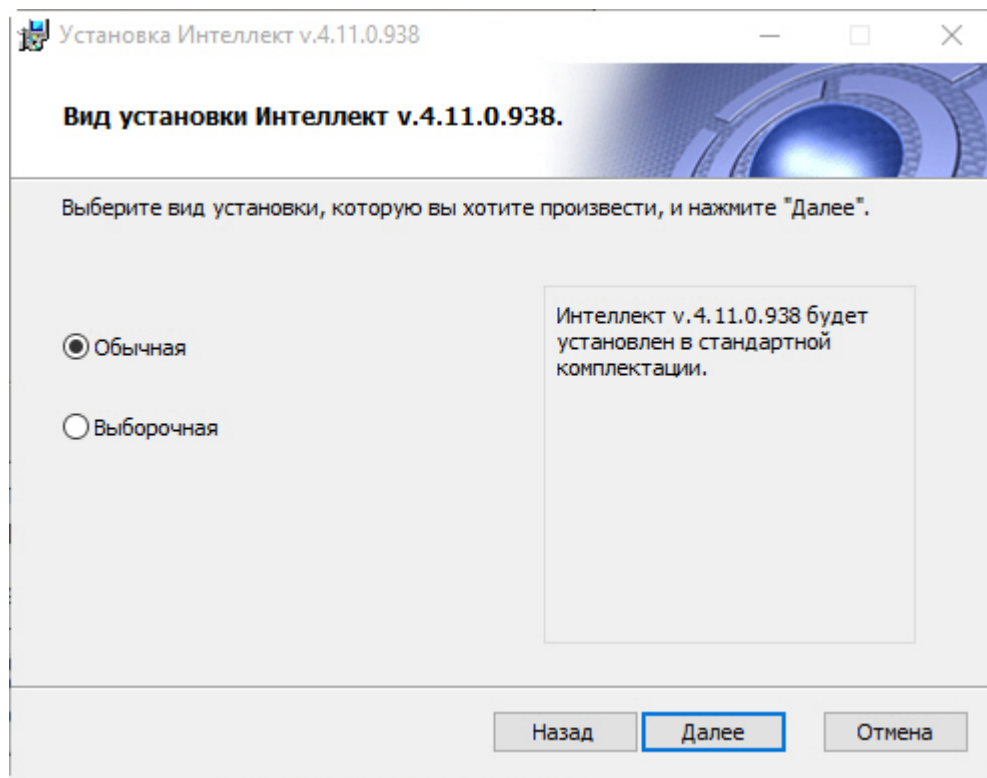 Установка Интеллект v.4.11.0.938
Вид установки Интеллект v.4.11.0.938.
Выберите вид установки, которую вы хотите произвести, и нажмите "Далее".
Обычная
Выборочная
Интеллект v.4.11.0.938 будет
установлен в стандартной
комплектации.
Назад
Далее
Отмена